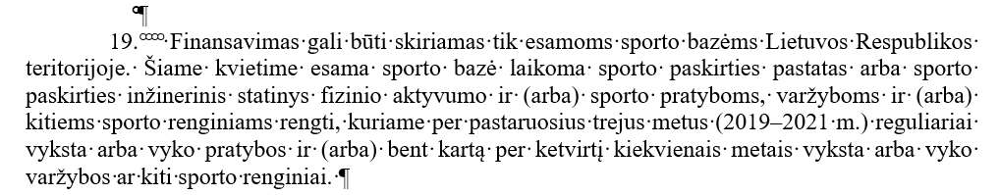 19. Finansavimas gali būti skiriamas tik esamoms sporto bazėms Lietuvos Respublikos
teritorijoje. Šiame kvietime esama sporto bazė laikoma sporto paskirties pastatas arba sporto
paskirties inžinerinis statinys fizinio aktyvumo ir (arba) sporto pratyboms, varžyboms ir (arba)
kitiems sporto renginiams rengti, kuriame per pastaruosius trejus metus (2019–2021 m.) reguliariai
vyksta arba vyko pratybos ir (arba) bent kartą per ketvirtį kiekvienais metais vyksta arba vyko
varžybos ar kiti sporto renginiai.